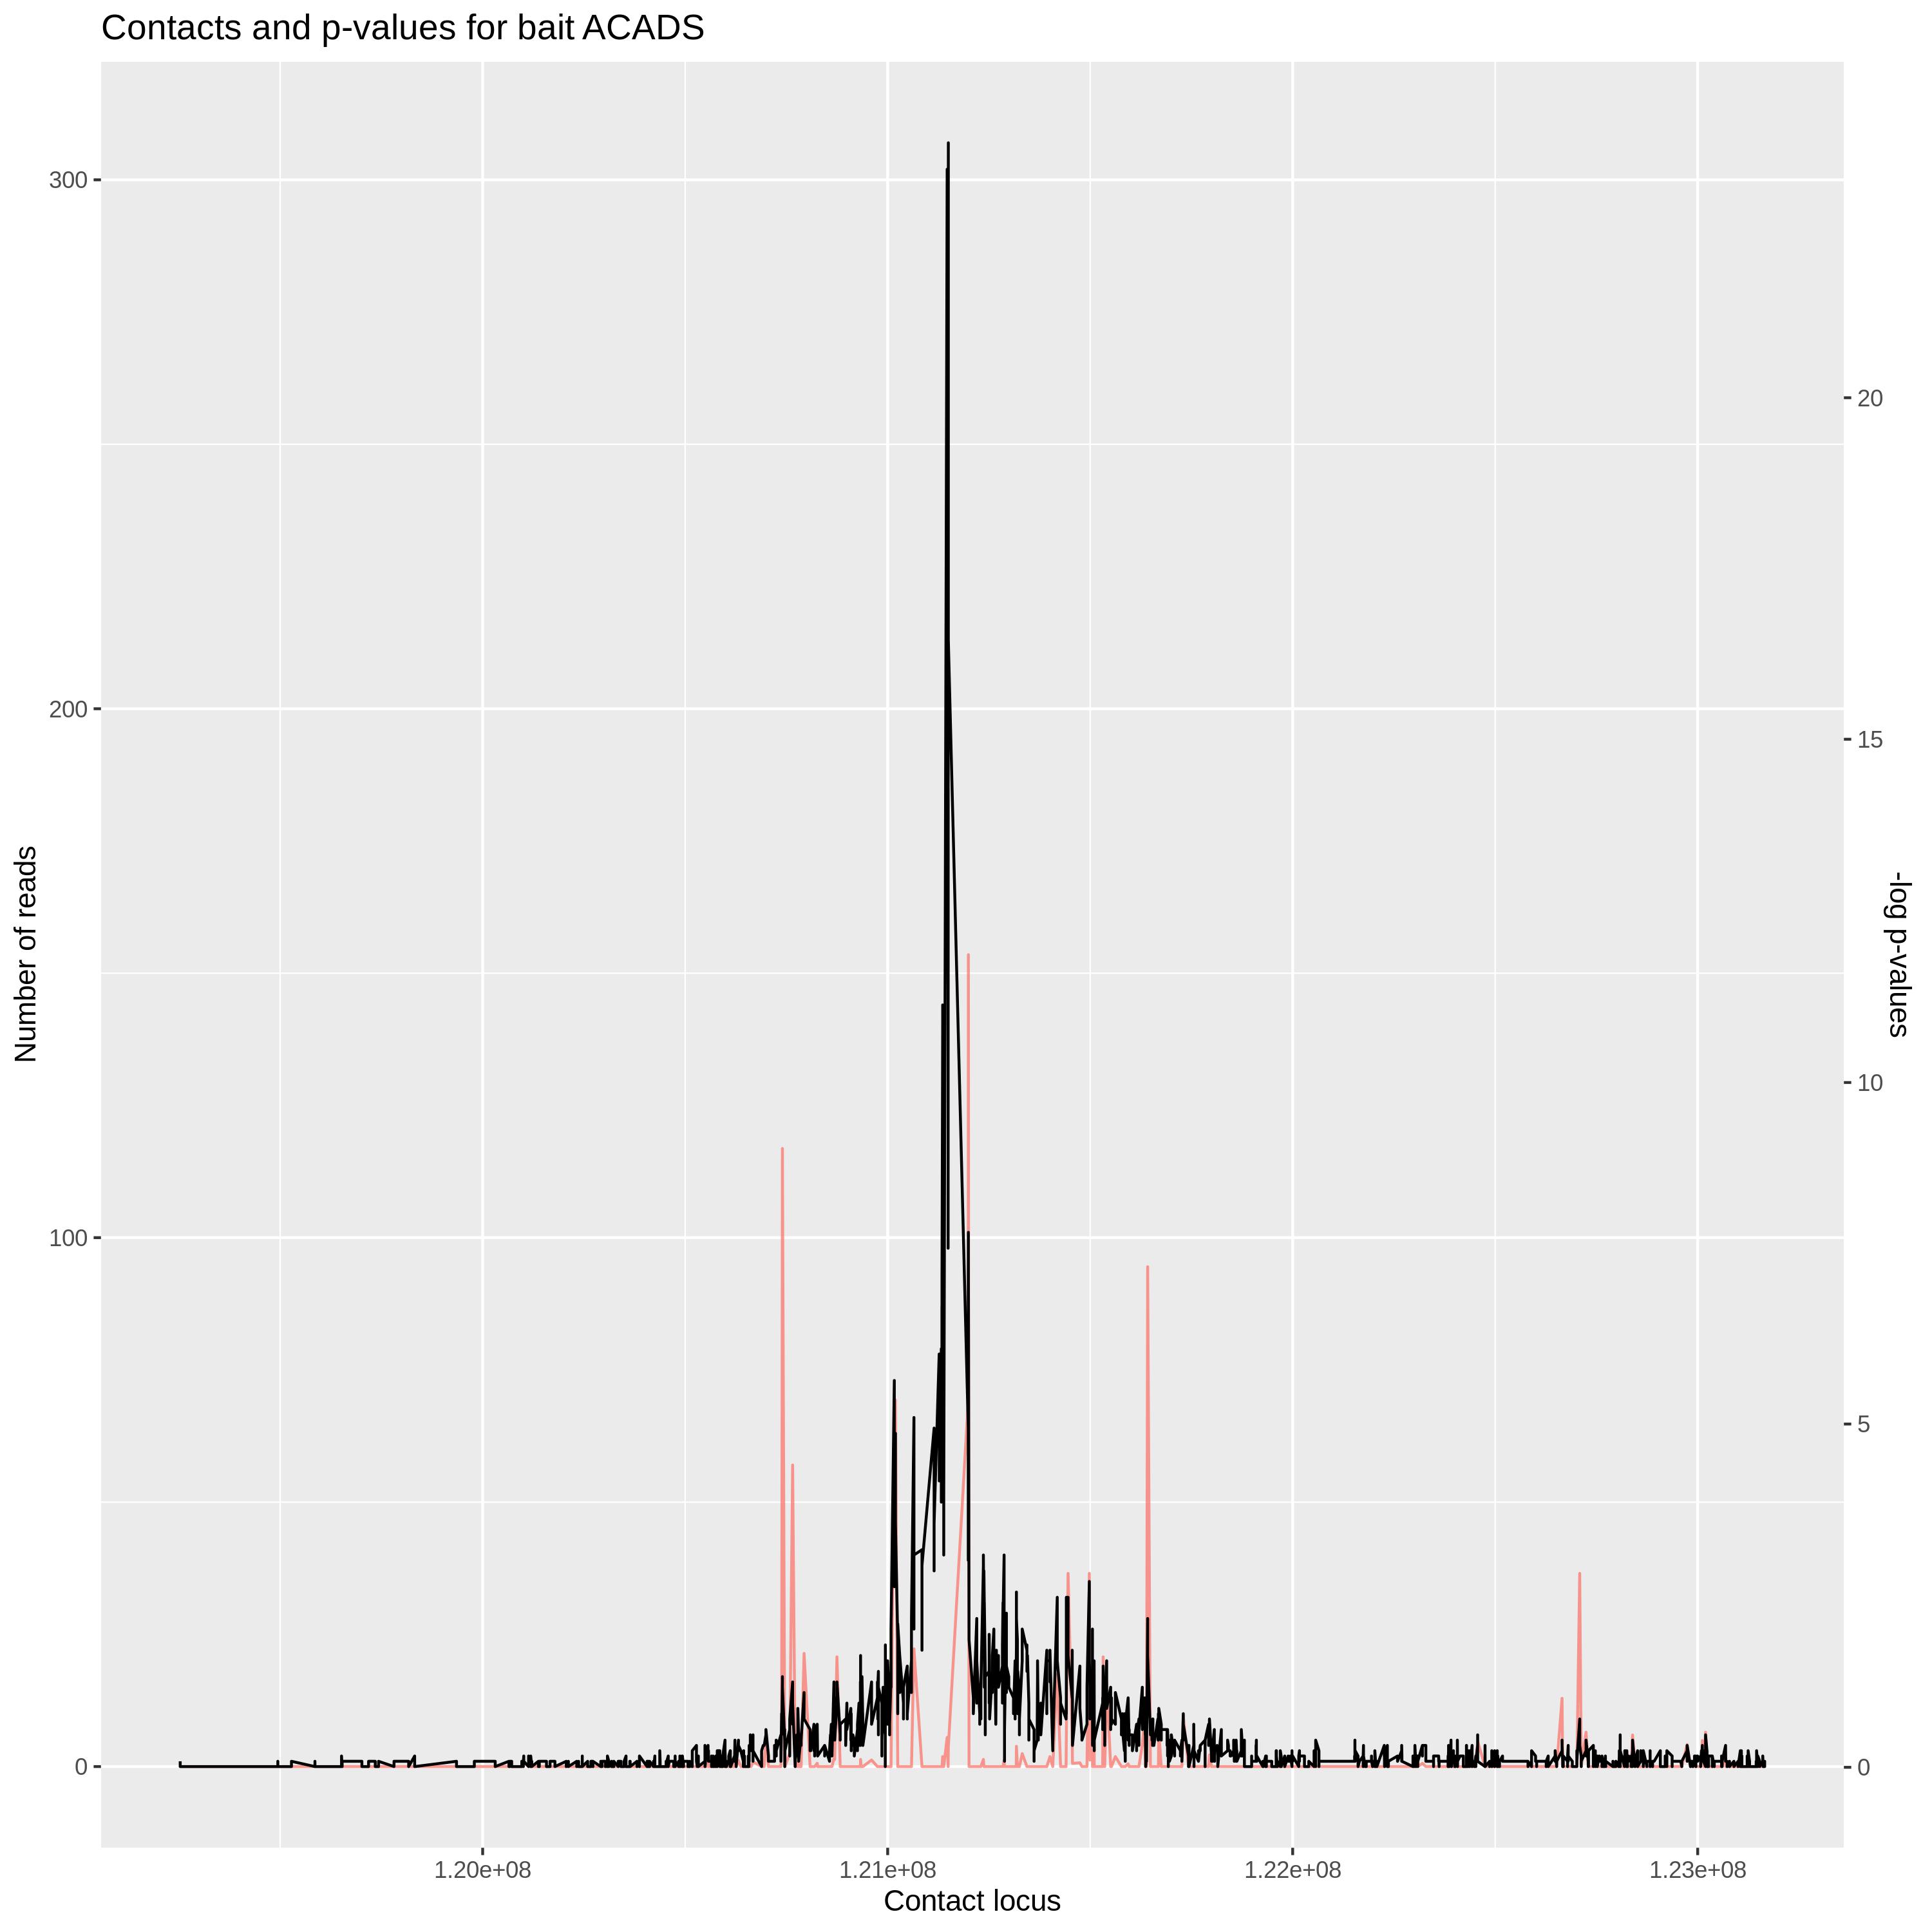 Contacts and p-values for bait ACADS
300
200
100
0
Number of reads
20
15
10
5
0
-log p-values
1.20e+08
1.21e+08
1.22e+08
1.23e+08
Contact locus